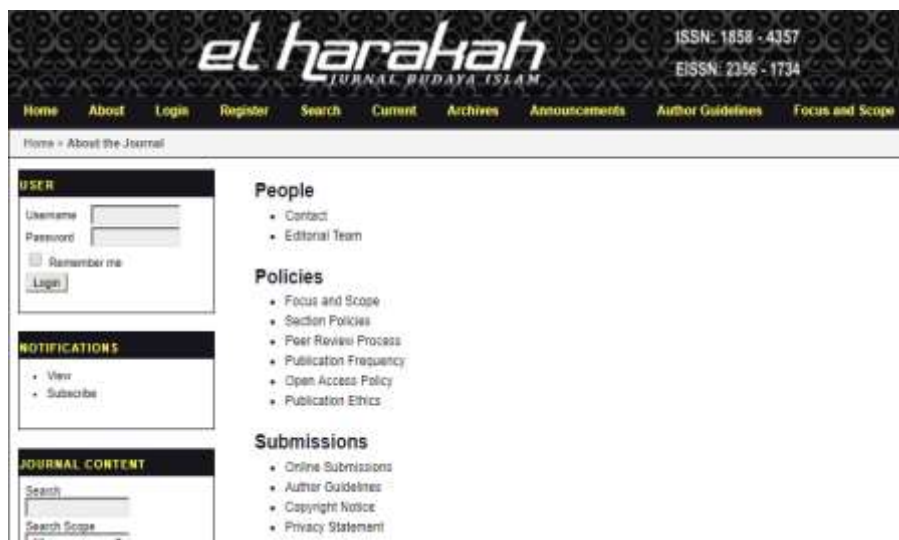 el harakah
JURNAL BUDAYA ISLAM
ISSN: 1858 - 4357
EISSN: 2356 - 1734
Home About Login Register Search Current Archives Announcements Author Guidelines Focus and Scope
Home > About the Journal
USER
Username
Password
Remember me
Login
NOTIFICATIONS
• View
• Subscribe
JOURNAL CONTENT
Search
Search Scope
People
• Contact
• Editorial Team
Policies
• Focus and Scope
• Section Policies
• Peer Review Process
• Publication Frequency
• Open Access Policy
• Publication Ethics
Submissions
• Online Submissions
• Author Guidelines
• Copyright Notice
• Privacy Statement